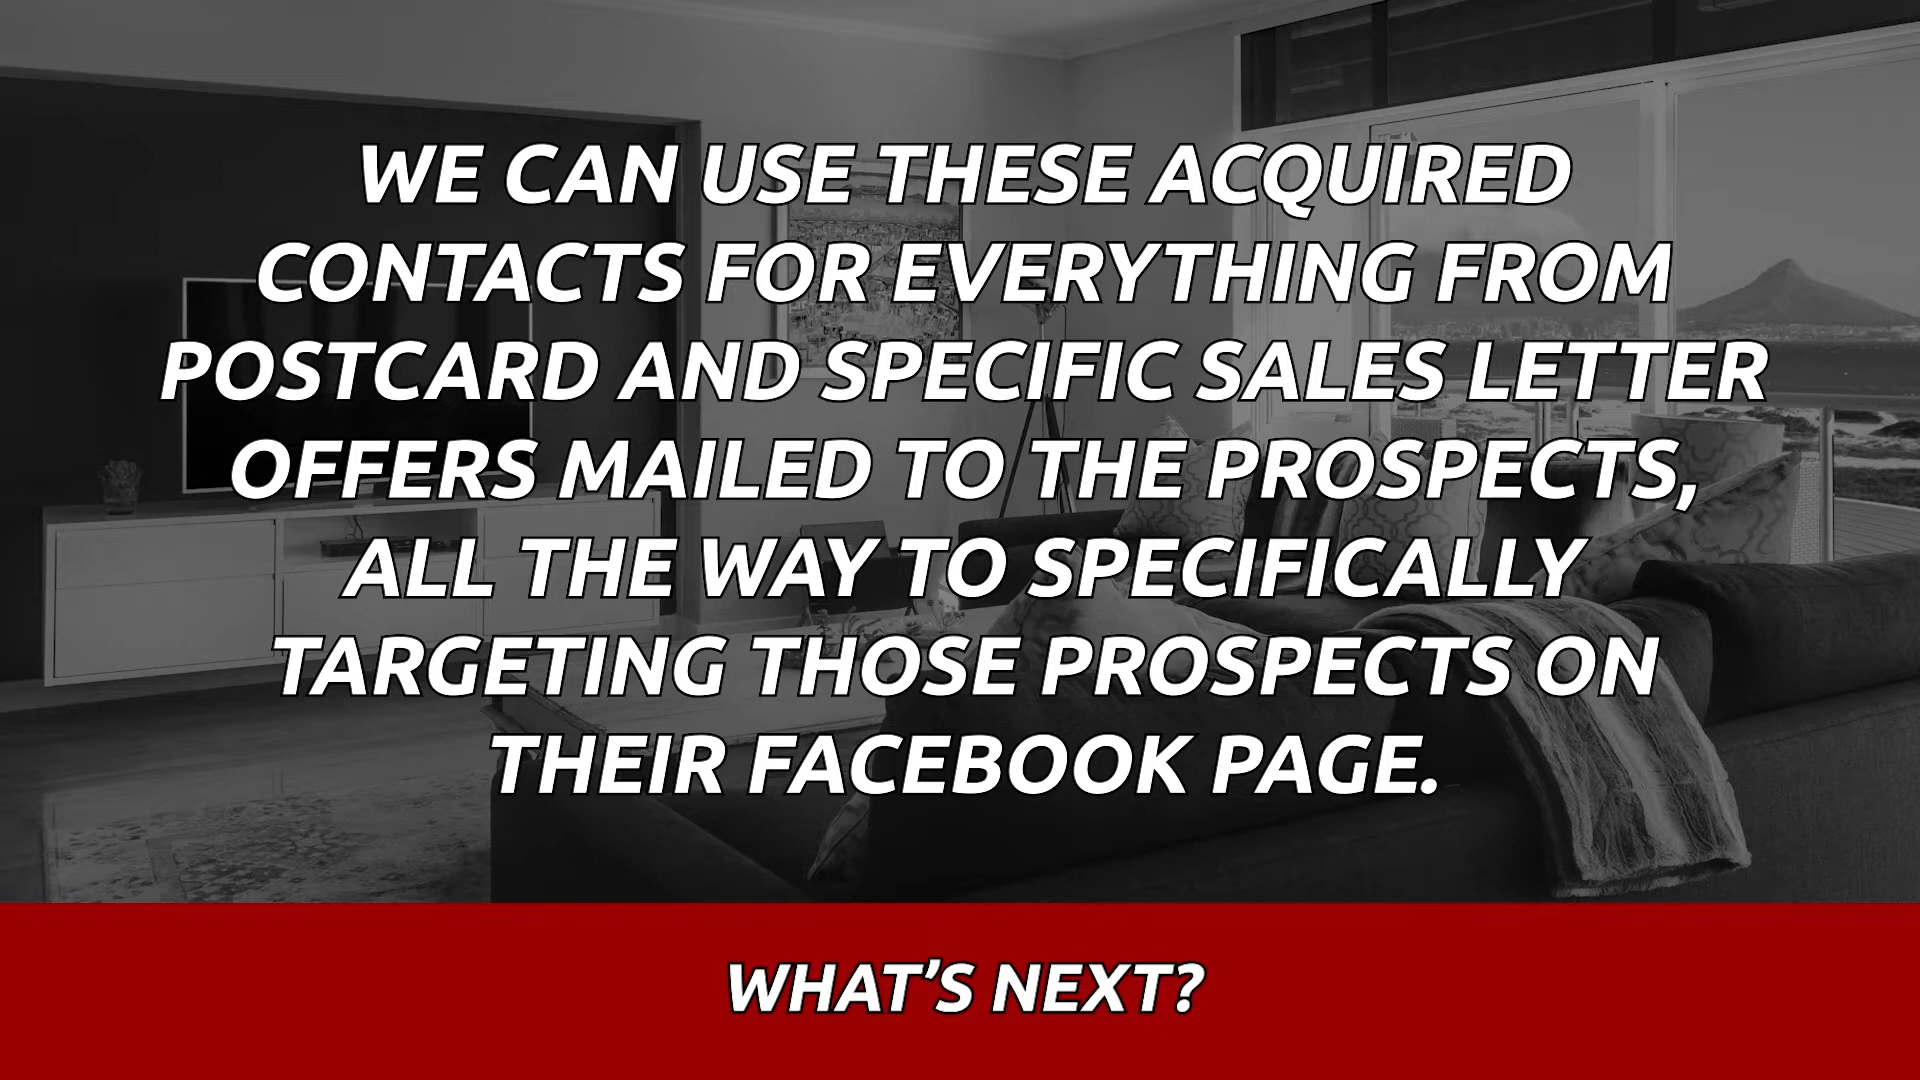 WE CAN USE THESE ACQUIRED
CONTACTS FOR EVERYTHING FROM
POSTCARD AND SPECIFIC SALES LETTER
OFFERS MAILED TO THE PROSPECTS,
ALL THE WAY TO SPECIFICALLY
TARGETING THOSE PROSPECTS ON
THEIR FACEBOOK PAGE.
WHAT’S NEXT?